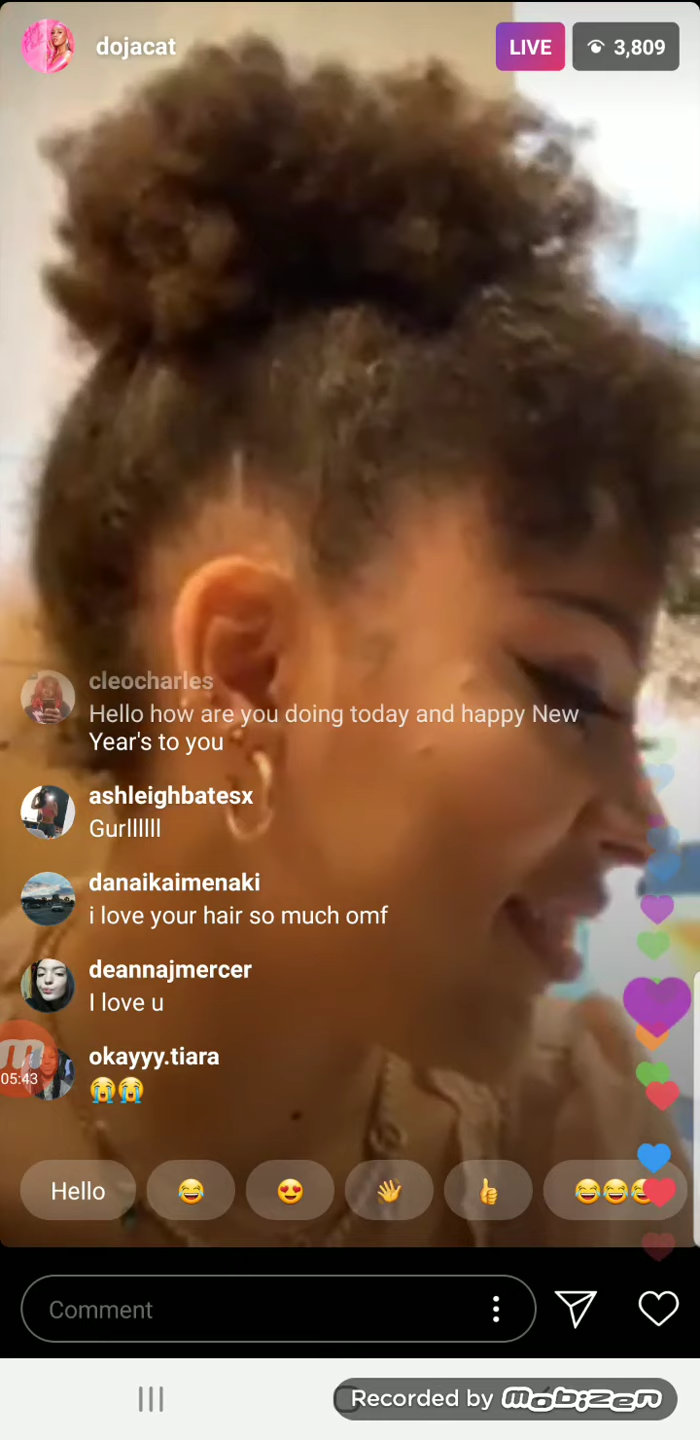 dojacat
LIVE
3,809
cleocharles
Hello how are you doing today and happy New
Year's to you
ashleighbatesx
Gurllllll
danaikaimenaki
i love your hair so much omf
deannajmercer
I love u
okayyy.tiara
😭😭
m
05:43
Hello
😂
😍
👋
👍
😂😂😂
Comment
Recorded by mobizen